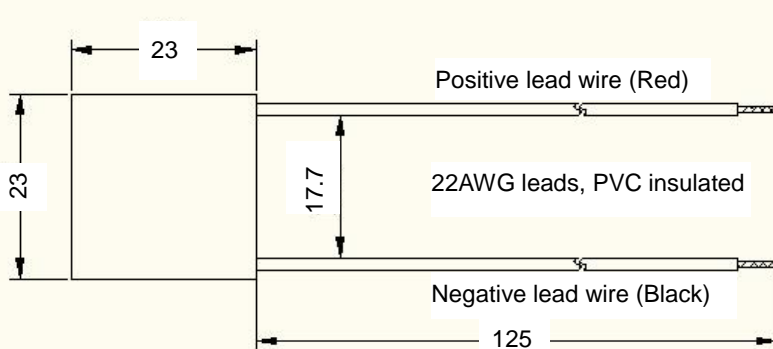 23
Positive lead wire (Red)
23
17.7
22AWG leads, PVC insulated
Negative lead wire (Black)
125